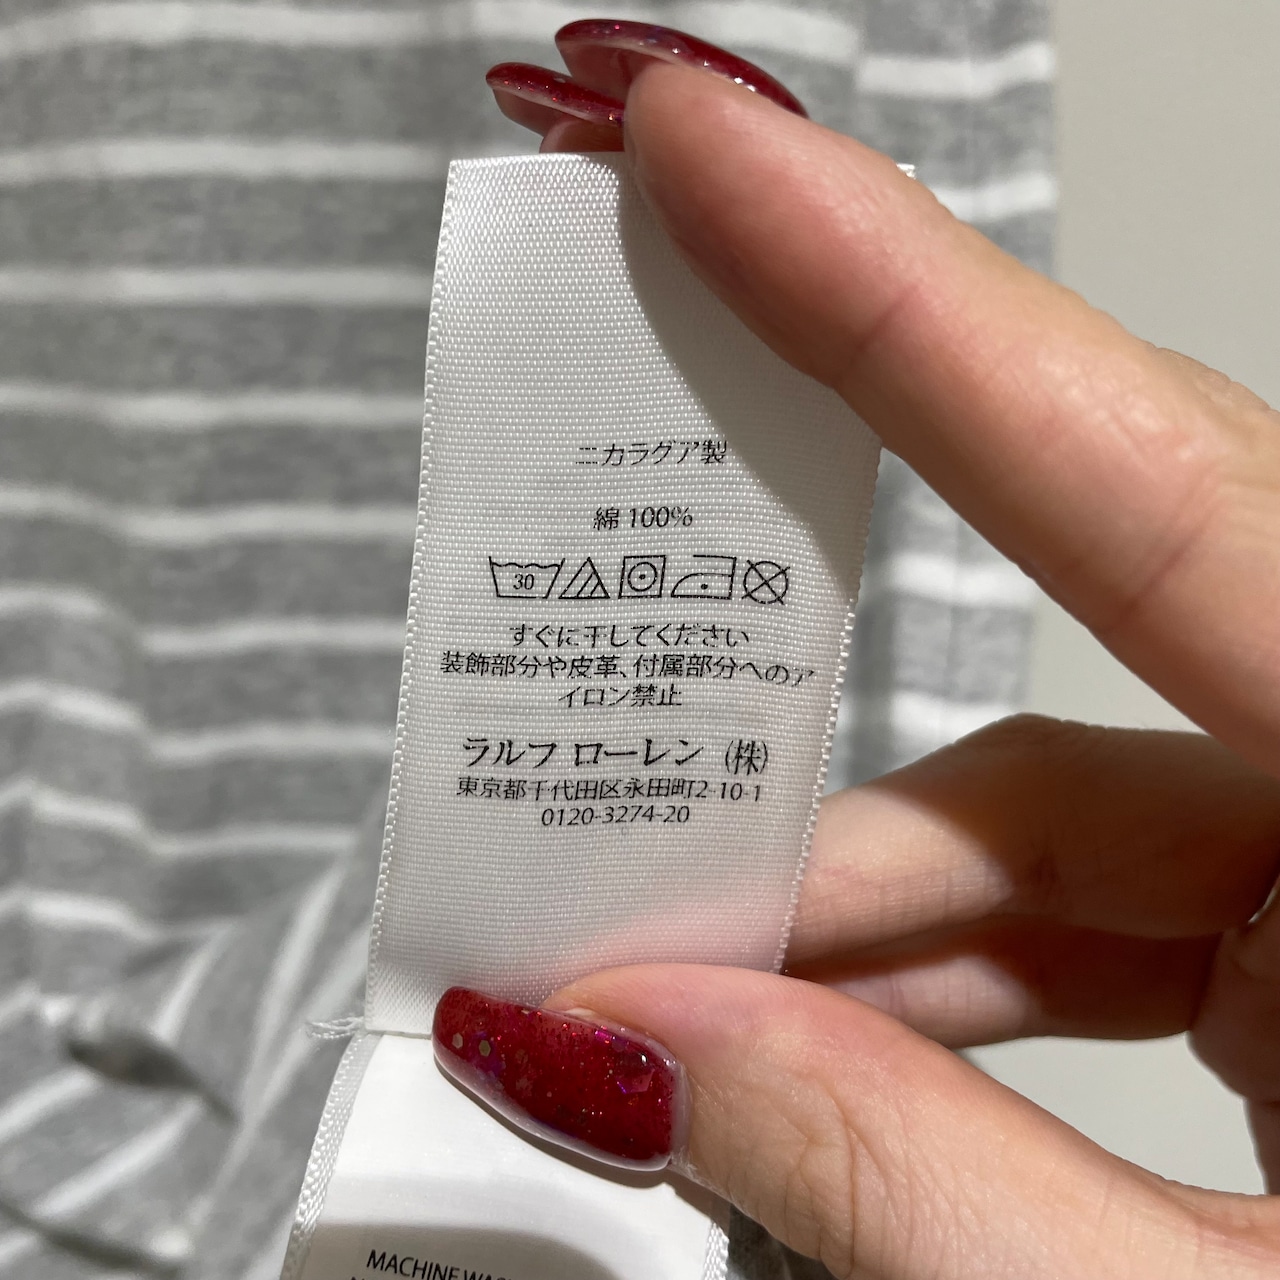 ニカラグア製
綿 100%
30
すぐに干してください
装飾部分や皮革、付属部分へのア
イロン禁止
ラルフ ローレン (株)
東京都千代田区永田町2-10-1
0120-3274-20
MACHINE